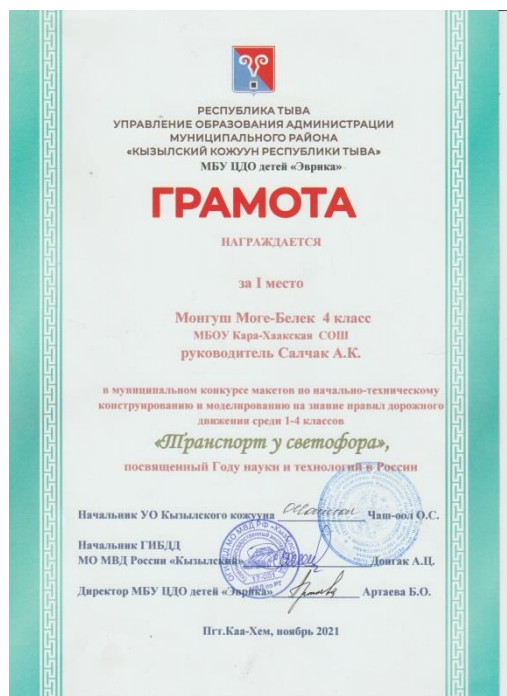 РЕСПУБЛИКА ТЫВА
УПРАВЛЕНИЕ ОБРАЗОВАНИЯ АДМИНИСТРАЦИИ
МУНИЦИПАЛЬНОГО РАЙОНА
«КЫЗЫЛСКИЙ КОЖУУН РЕСПУБЛИКИ ТЫВА»
МБУ ЦДО детей «Эврика»
ГРАМОТА
НАГРАЖДАЕТСЯ
за I место
Монгуш Моге-Белек 4 класс
МБОУ Кара-Хаакская СОШ
руководитель Салчак А.К.
в муниципальном конкурсе макетов по начально-техническому
конструированию и моделированию на знание правил дорожного
движения среди 1-4 классов
«Транспорт у светофора»,
посвященный Году науки и технологий в России
Начальник УО Кызылского кожууна Чаш-оол О.С.
Начальник ГИБДД
МО МВД России «Кызылский» Донгак А.Ц.
Директор МБУ ЦДО детей «Эврика» Артаева Б.О.
Пгт.Каа-Хем, ноябрь 2021